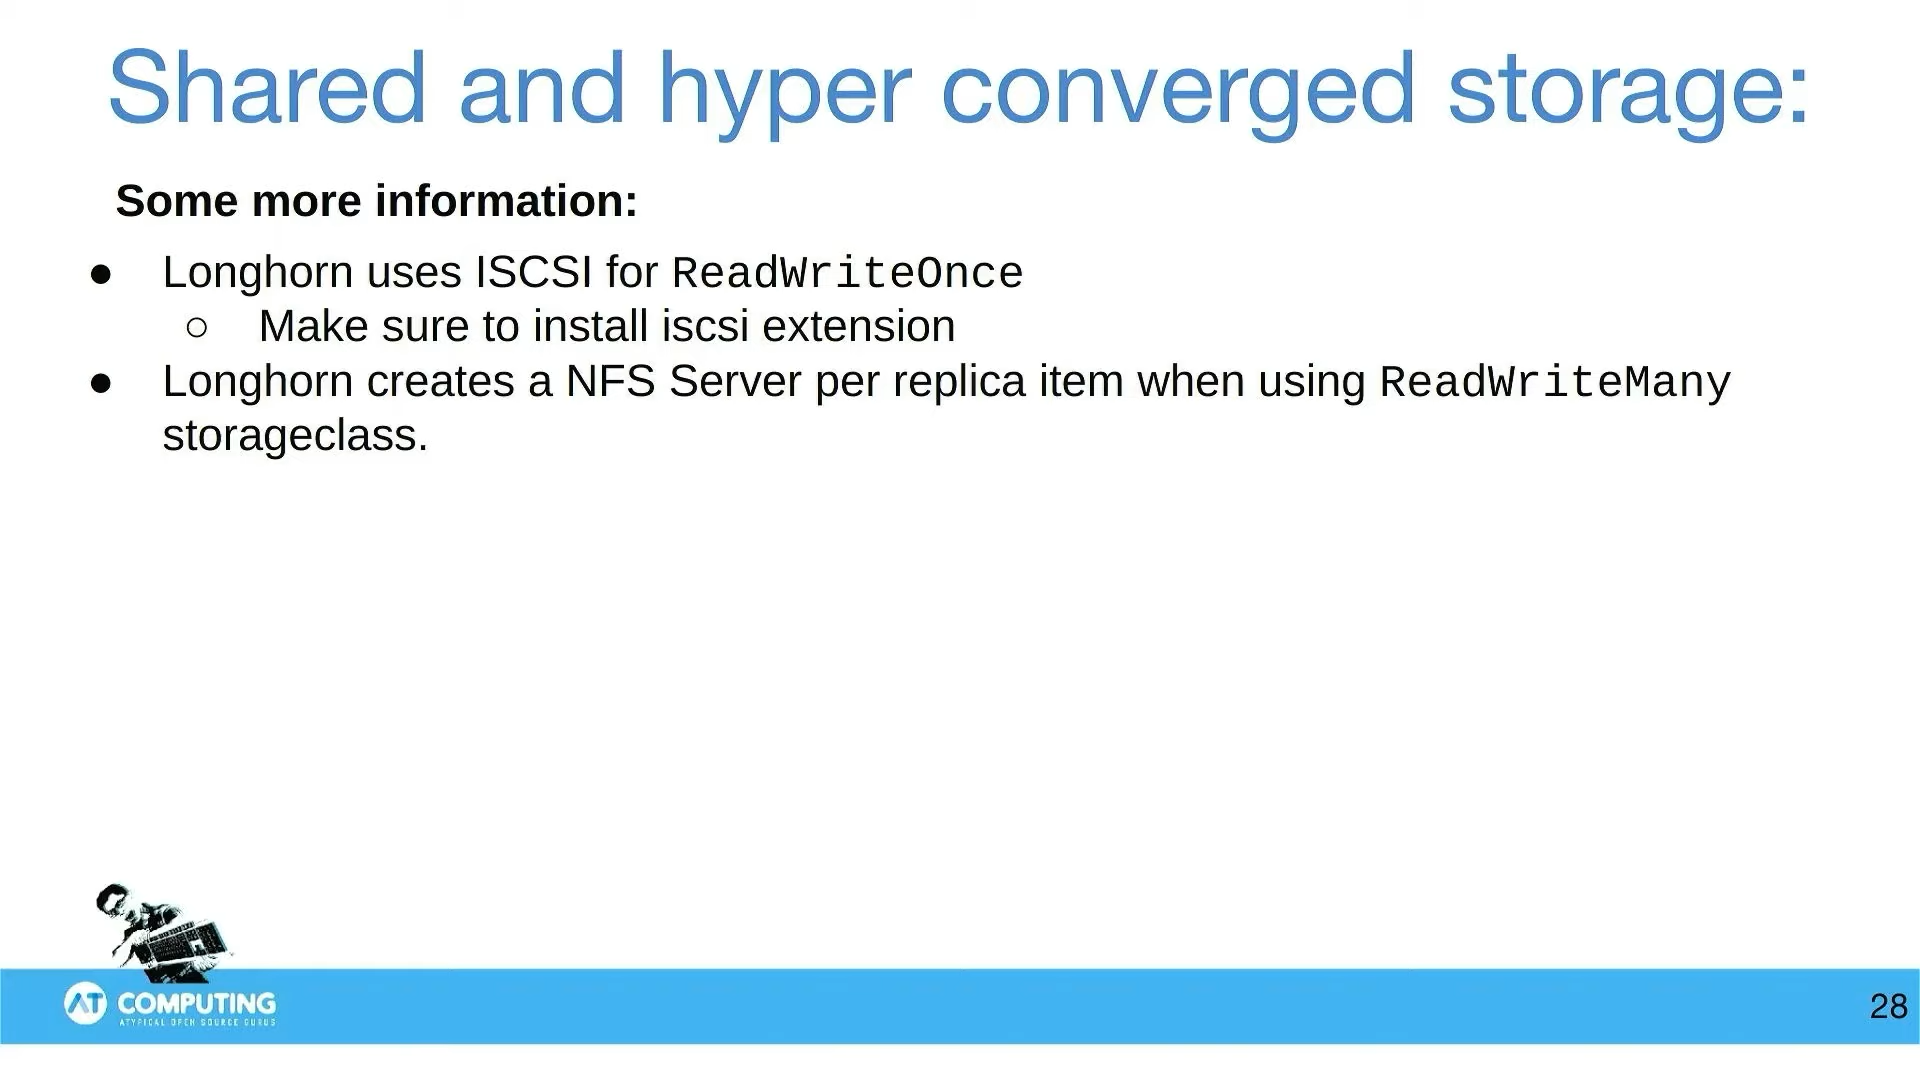 Shared and hyper converged storage:
Some more information:
● Longhorn uses ISCSI for ReadWriteOnce
○ Make sure to install iscsi extension
● Longhorn creates a NFS Server per replica item when using ReadWriteMany
storageclass.
AT COMPUTING
ATYPICAL OPEN SOURCE GURUS
28